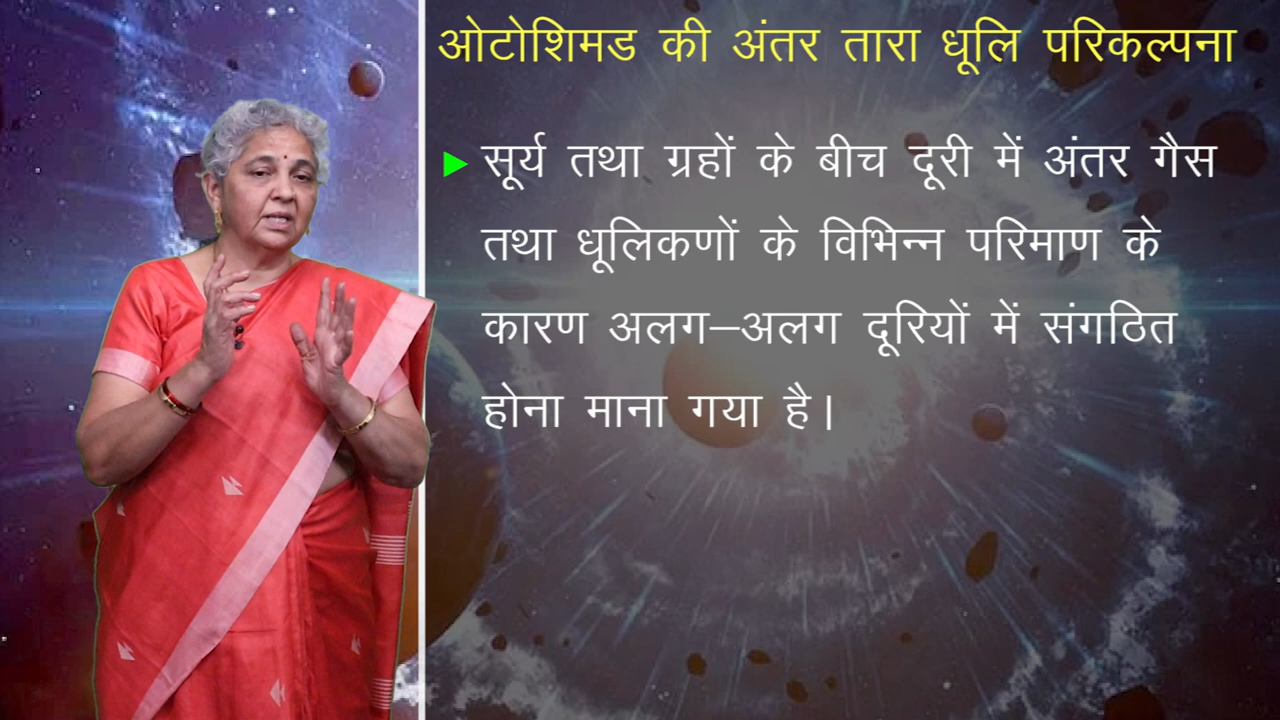 ओटोशिमड की अंतर तारा धूलि परिकल्पना
सूर्य तथा ग्रहों के बीच दूरी में अंतर गैस
तथा धूलिकणों के विभिन्न परिमाण के
कारण अलग–अलग दूरियों में संगठित
होना माना गया है।